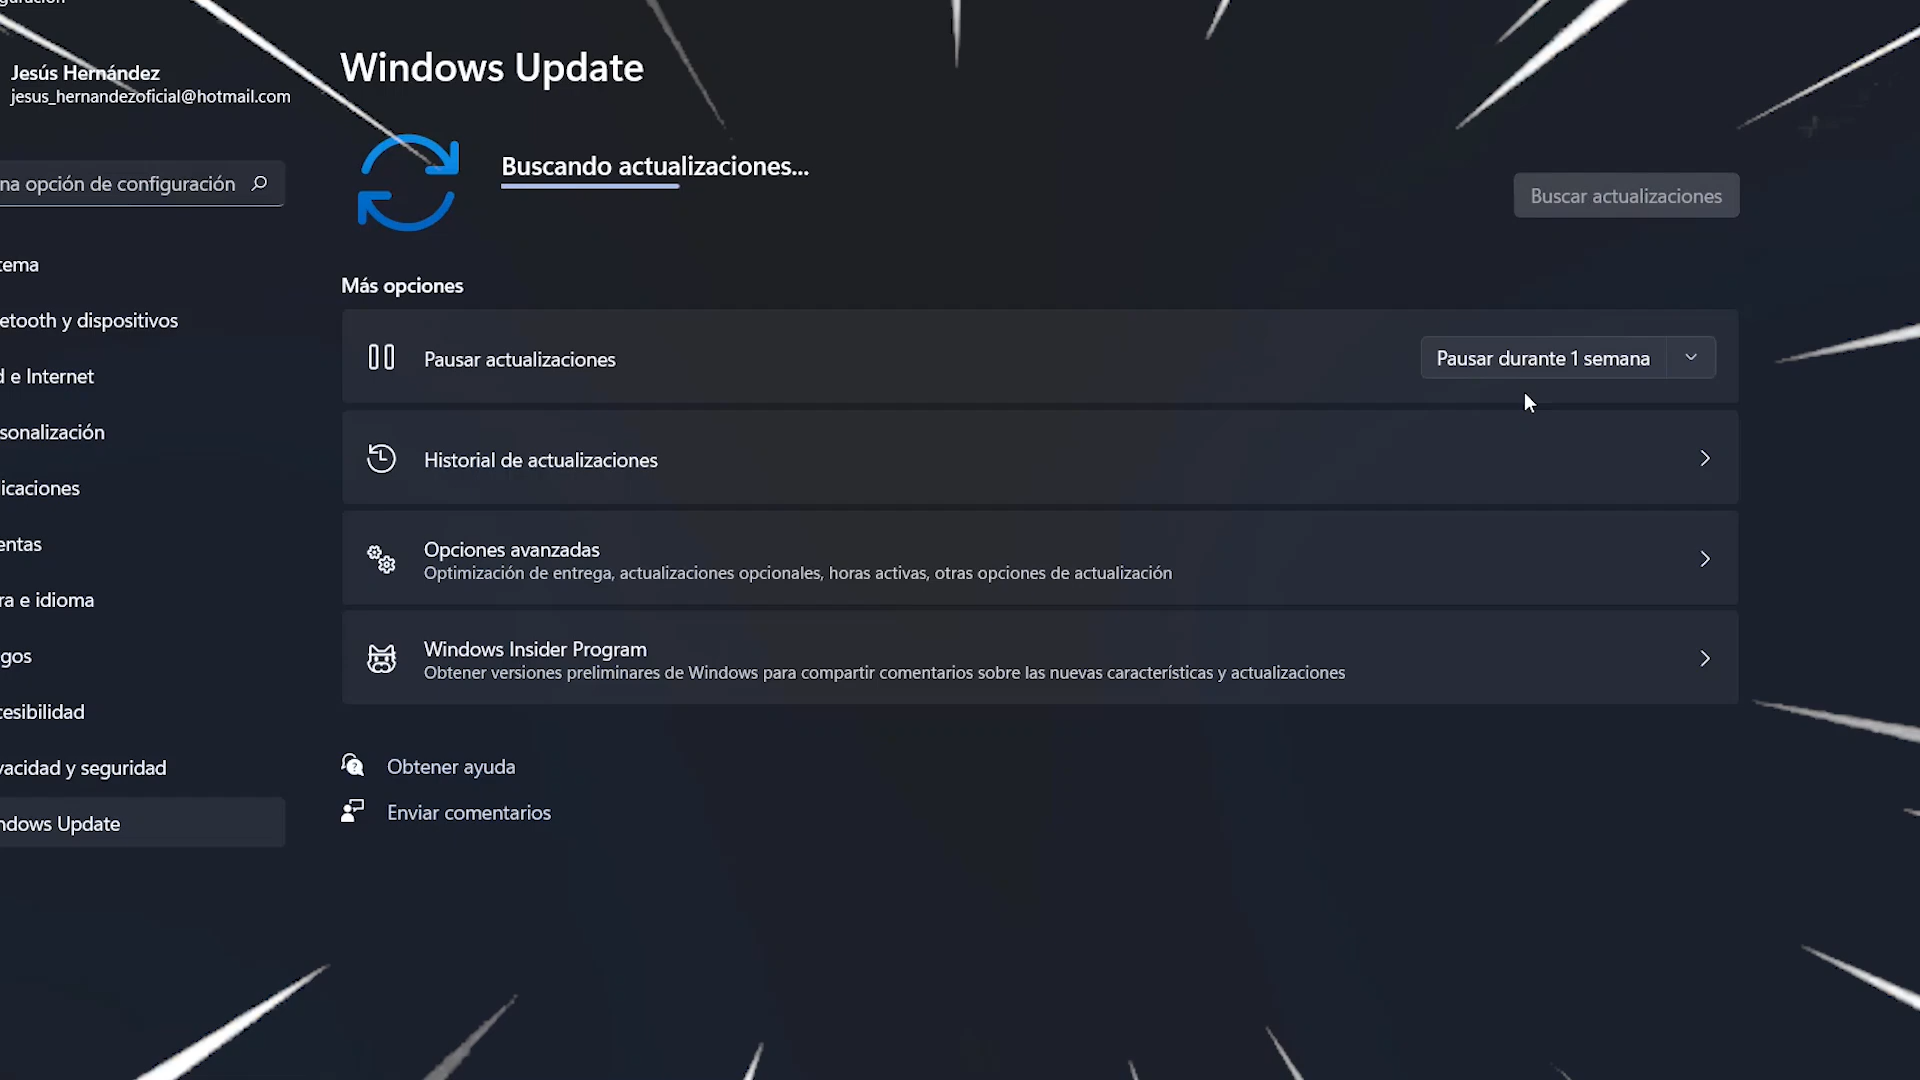 Jesús Hernández
jesus_hernandezoficial@hotmail.com
na opción de configuración
tema
etooth y dispositivos
d e Internet
sonalización
icaciones
entas
ra e idioma
gos
cesibilidad
vacidad y seguridad
ndows Update
Windows Update
Buscando actualizaciones...
Buscar actualizaciones
Más opciones
Pausar actualizaciones
Pausar durante 1 semana
Historial de actualizaciones
Opciones avanzadas
Optimización de entrega, actualizaciones opcionales, horas activas, otras opciones de actualización
Windows Insider Program
Obtener versiones preliminares de Windows para compartir comentarios sobre las nuevas características y actualizaciones
Obtener ayuda
Enviar comentarios